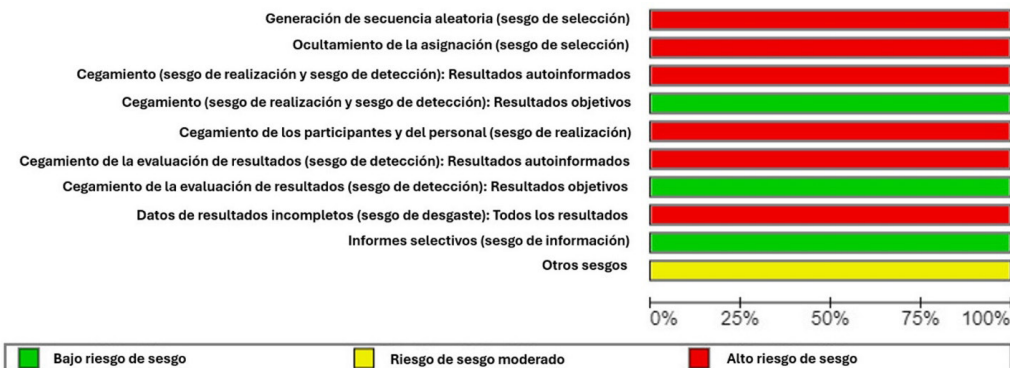 Generación de secuencia aleatoria (sesgo de selección)
Ocultamiento de la asignación (sesgo de selección)
Cegamiento (sesgo de realización y sesgo de detección): Resultados autoinformados
Cegamiento (sesgo de realización y sesgo de detección): Resultados objetivos
Cegamiento de los participantes y del personal (sesgo de realización)
Cegamiento de la evaluación de resultados (sesgo de detección): Resultados autoinformados
Cegamiento de la evaluación de resultados (sesgo de detección): Resultados objetivos
Datos de resultados incompletos (sesgo de desgaste): Todos los resultados
Informes selectivos (sesgo de información)
Otros sesgos
0% 25% 50% 75% 100%
Bajo riesgo de sesgo Riesgo de sesgo moderado Alto riesgo de sesgo